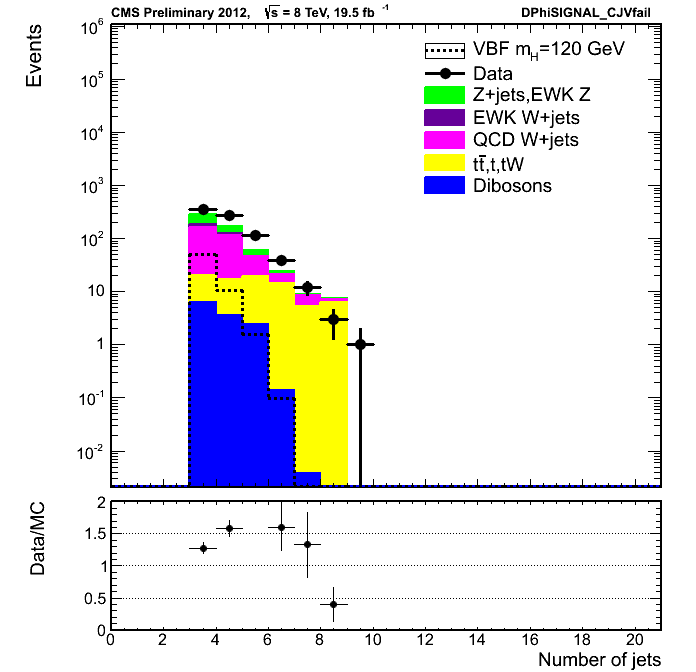 CMS Preliminary 2012, √s = 8 TeV, 19.5 fb⁻¹ DPhiSIGNAL_CJVfail
Events
10⁶
10⁵
10⁴
10³
10²
10
1
10⁻¹
10⁻²
VBF m_H=120 GeV
Data
Z+jets,EWK Z
EWK W+jets
QCD W+jets
tt̄,t,tW
Dibosons
Data/MC
2
1.5
1
0.5
0
0 2 4 6 8 10 12 14 16 18 20
Number of jets